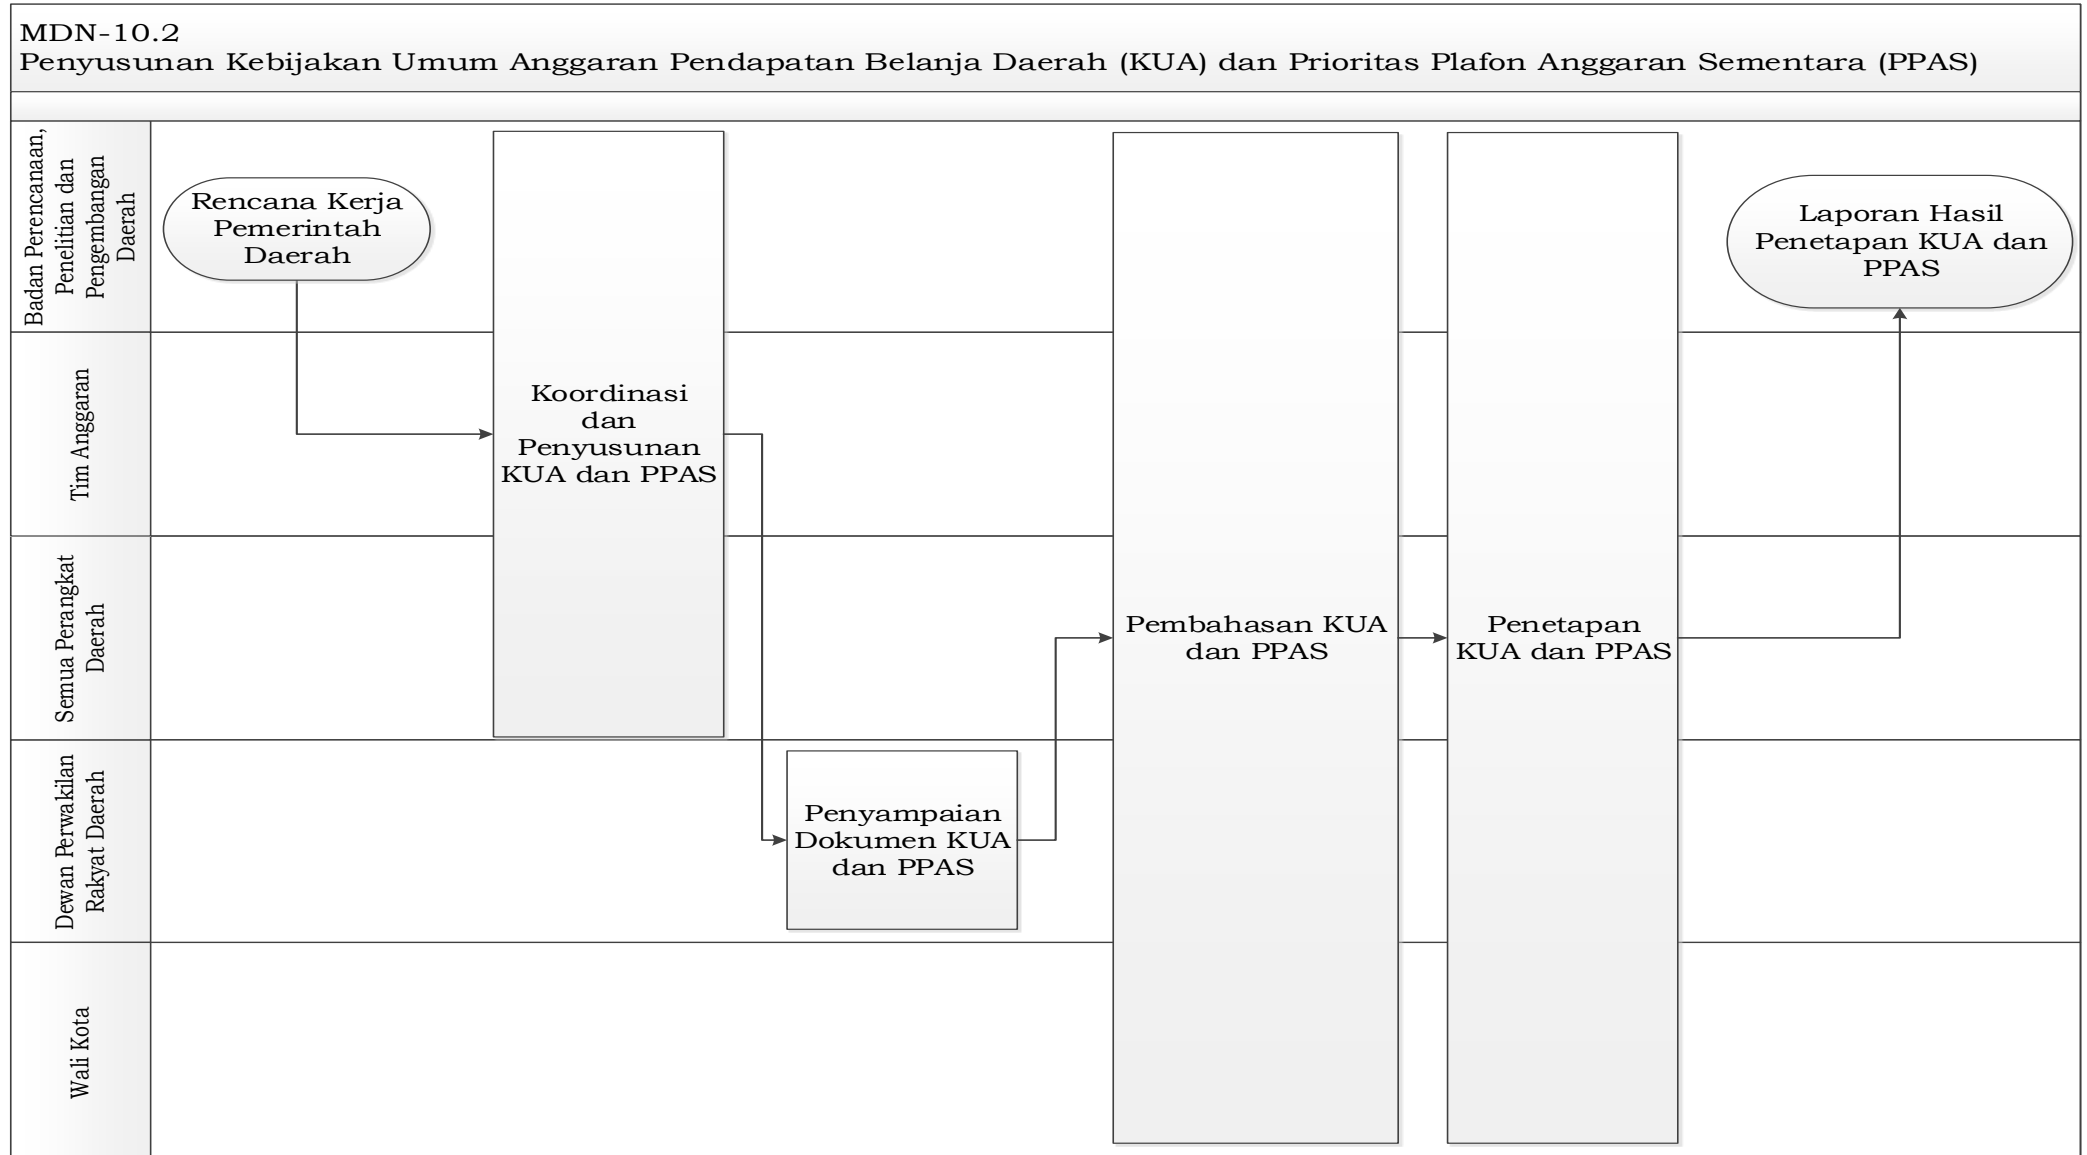 MDN-10.2
Penyusunan Kebijakan Umum Anggaran Pendapatan Belanja Daerah (KUA) dan Prioritas Plafon Anggaran Sementara (PPAS)
Badan Perencanaan,
Penelitian dan
Pengembangan
Daerah
Rencana Kerja
Pemerintah
Daerah
Laporan Hasil
Penetapan KUA dan
PPAS
Tim Anggaran
Koordinasi
dan
Penyusunan
KUA dan PPAS
Semua Perangkat
Daerah
Pembahasan KUA
dan PPAS
Penetapan
KUA dan PPAS
Dewan Perwakilan
Rakyat Daerah
Penyampaian
Dokumen KUA
dan PPAS
Wali Kota